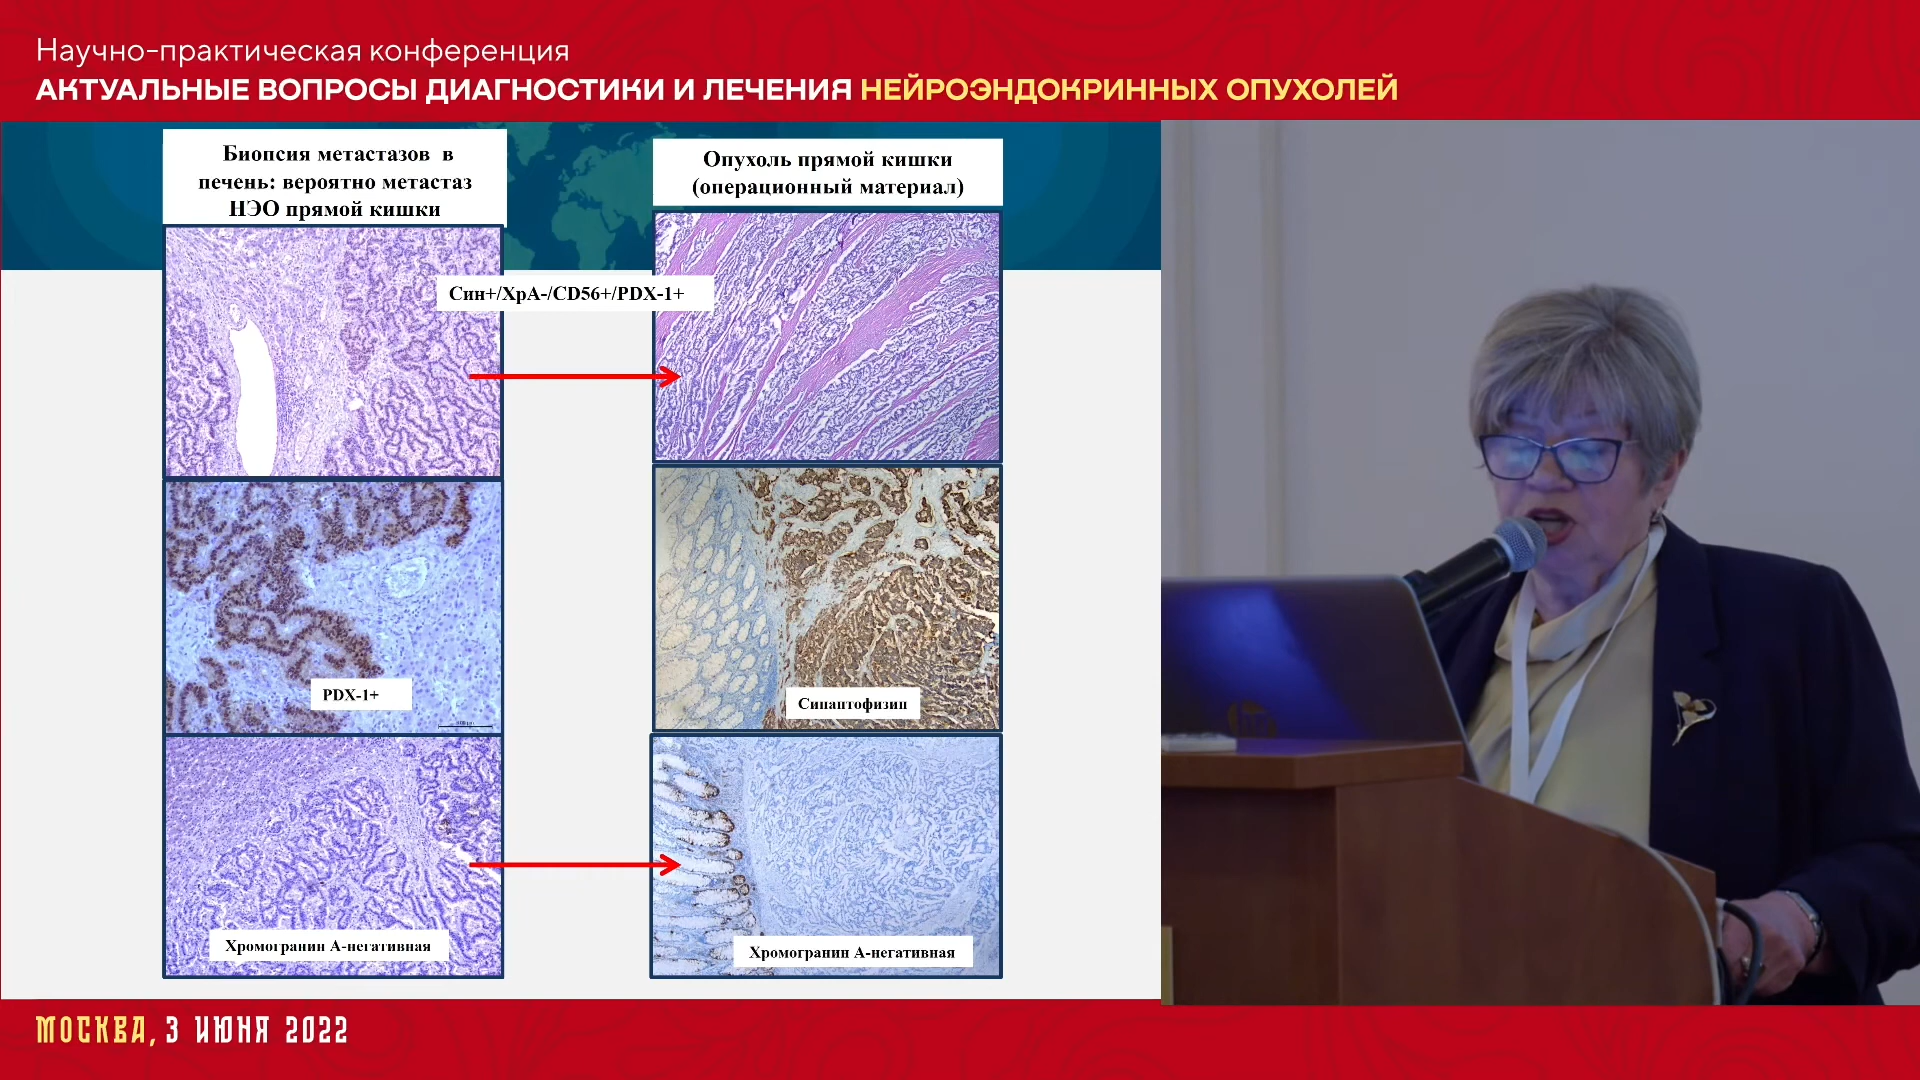 Научно-практическая конференция
АКТУАЛЬНЫЕ ВОПРОСЫ ДИАГНОСТИКИ И ЛЕЧЕНИЯ НЕЙРОЭНДОКРИННЫХ ОПУХОЛЕЙ
Биопсия метастазов в
печень: вероятно метастаз
НЭО прямой кишки
Опухоль прямой кишки
(операционный материал)
Син+/ХрА-/CD56+/PDX-1+
PDX-1+
Синаптофизин
Хромогранин А-негативная
Хромогранин А-негативная
МОСКВА, 3 ИЮНЯ 2022